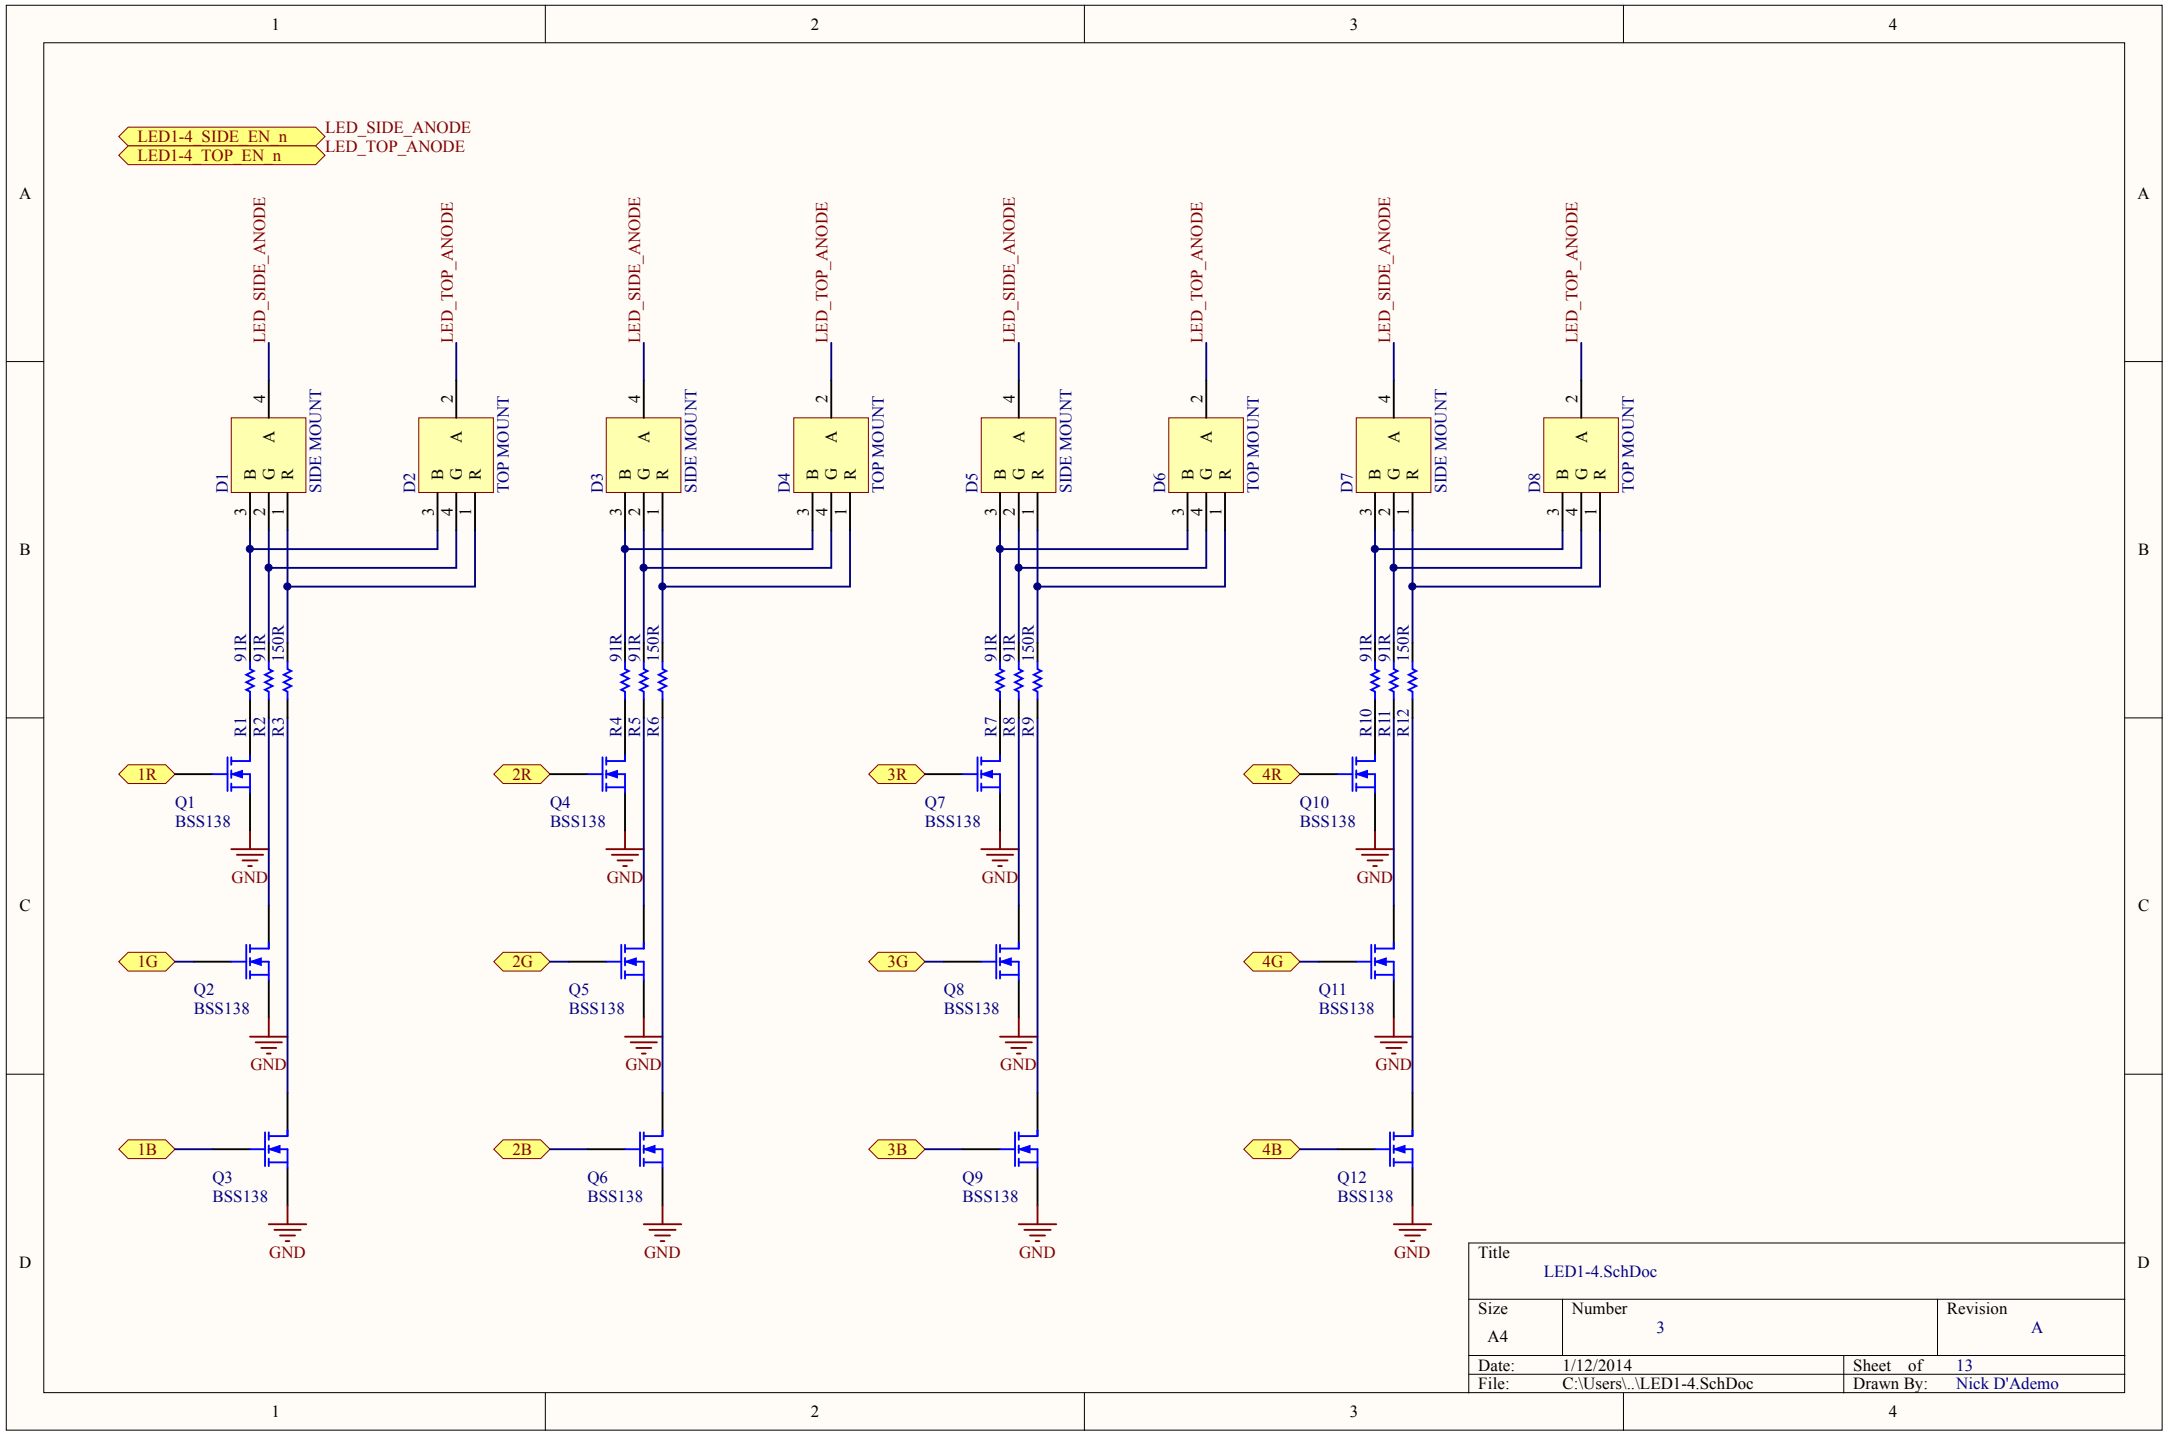 1 2 3 4
LED1-4_SIDE_EN_n LED_SIDE_ANODE
LED1-4_TOP_EN_n LED_TOP_ANODE
A A
LED_SIDE_ANODE LED_TOP_ANODE LED_SIDE_ANODE LED_TOP_ANODE LED_SIDE_ANODE LED_TOP_ANODE LED_SIDE_ANODE LED_TOP_ANODE
4 2 4 2 4 2 4 2
A A A A A A A A
B G R B G R B G R B G R B G R B G R B G R B G R
D1 SIDE MOUNT D2 TOP MOUNT D3 SIDE MOUNT D4 TOP MOUNT D5 SIDE MOUNT D6 TOP MOUNT D7 SIDE MOUNT D8 TOP MOUNT
3 2 1 3 4 1 3 2 1 3 4 1 3 2 1 3 4 1 3 2 1 3 4 1
B B
91R 91R 150R 91R 91R 150R 91R 91R 150R 91R 91R 150R
R1 R2 R3 R4 R5 R6 R7 R8 R9 R10 R11 R12
1R 2R 3R 4R
Q1 Q4 Q7 Q10
BSS138 BSS138 BSS138 BSS138
GND GND GND GND
C C
1G 2G 3G 4G
Q2 Q5 Q8 Q11
BSS138 BSS138 BSS138 BSS138
GND GND GND GND
1B 2B 3B 4B
Q3 Q6 Q9 Q12
BSS138 BSS138 BSS138 BSS138
GND GND GND GND
D D
Title
LED1-4.SchDoc
Size Number Revision
A4 3 A
Date: 1/12/2014 Sheet of 13
File: C:\Users\..\LED1-4.SchDoc Drawn By: Nick D'Ademo
1 2 3 4